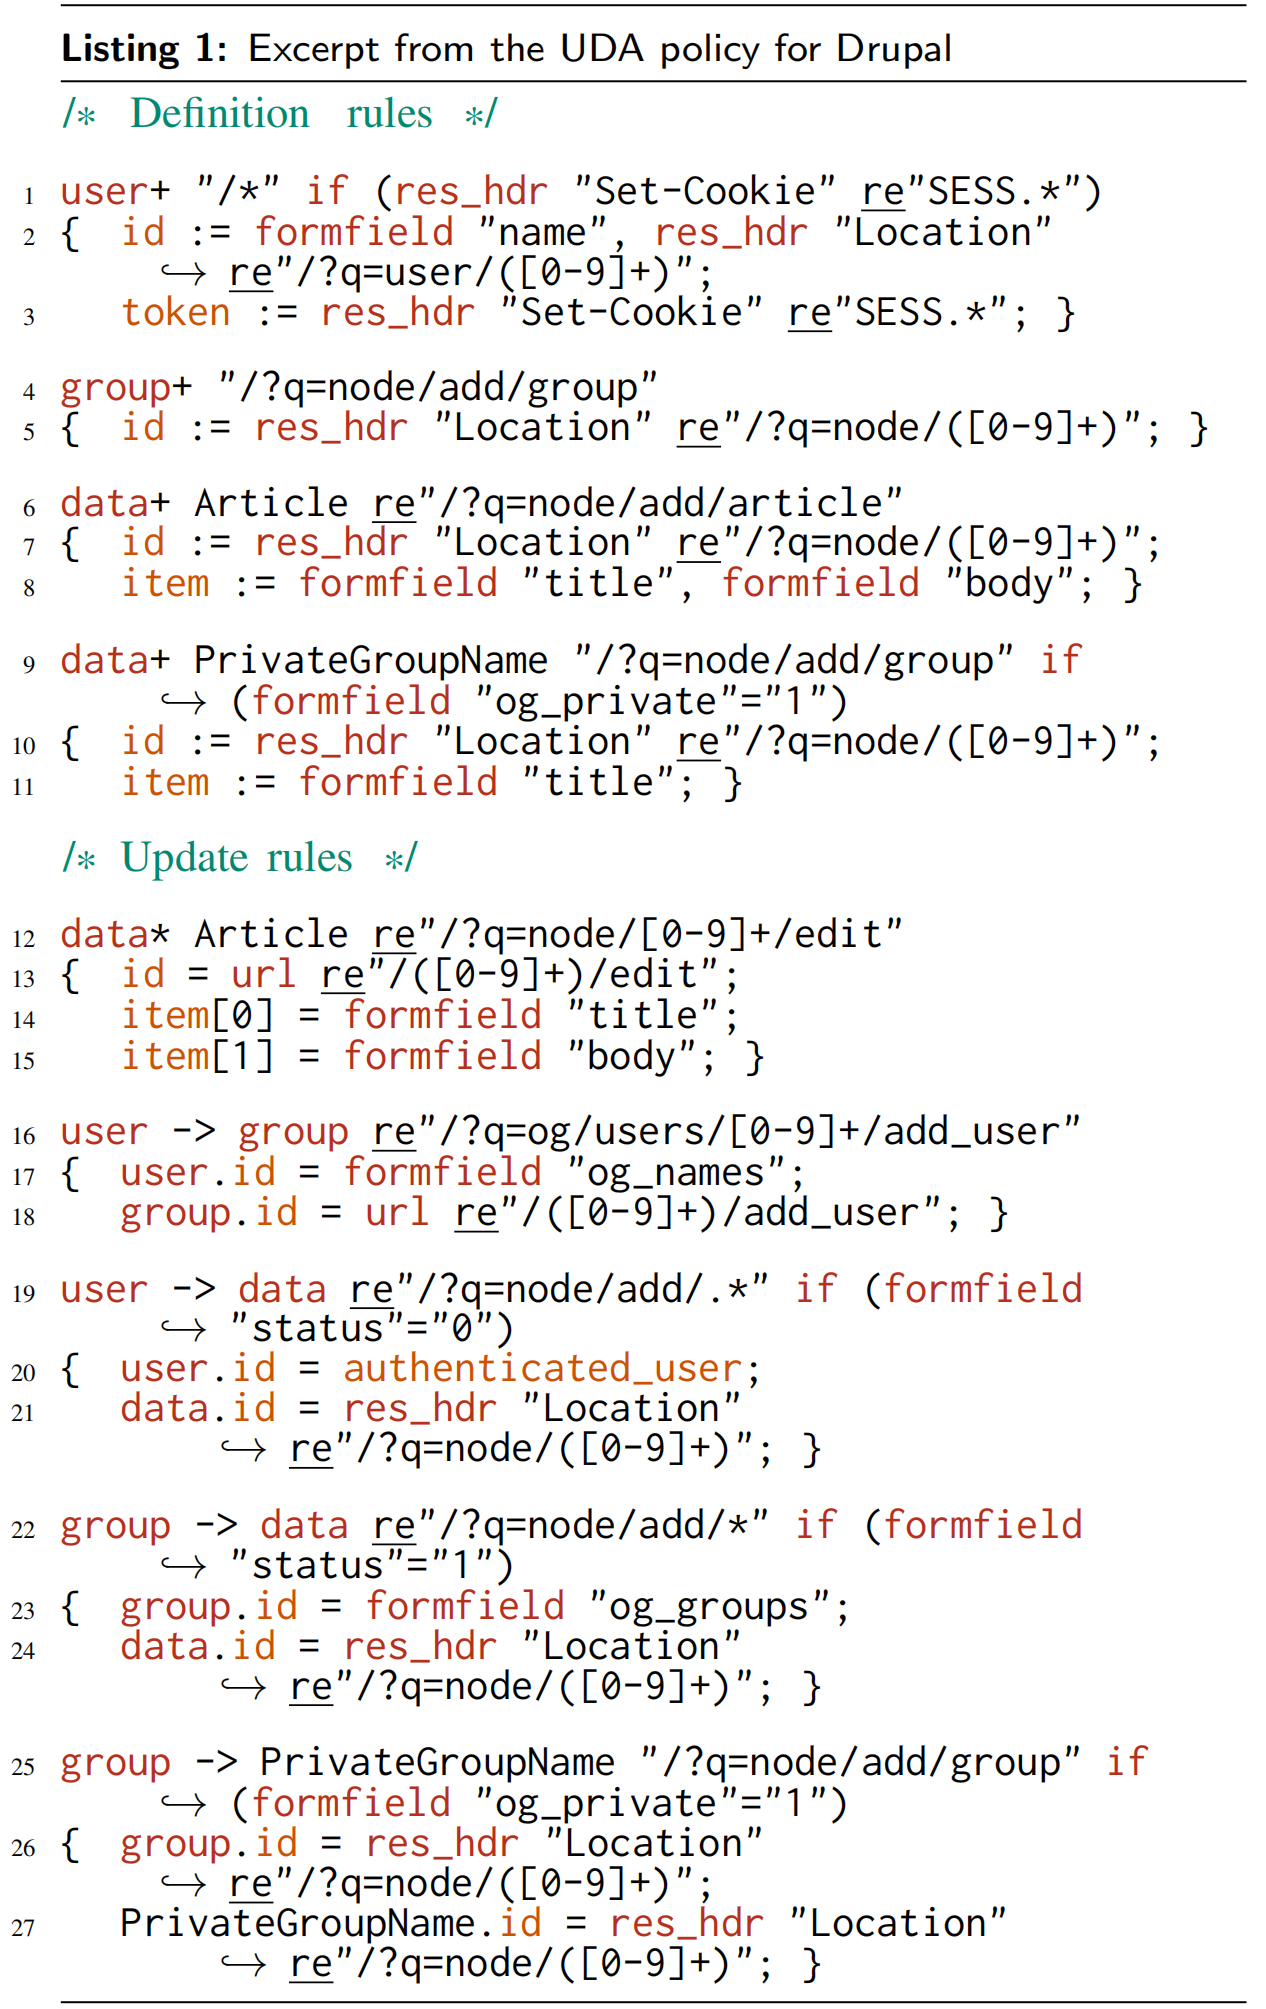 Listing 1: Excerpt from the UDA policy for Drupal
/* Definition rules */
1 user+ "/*" if (res_hdr "Set-Cookie" re"SESS.*")
2 { id := formfield "name", res_hdr "Location"
↪ re"/?q=user/([0-9]+)";
3 token := res_hdr "Set-Cookie" re"SESS.*"; }
4 group+ "/?q=node/add/group"
5 { id := res_hdr "Location" re"/?q=node/([0-9]+)"; }
6 data+ Article re"/?q=node/add/article"
7 { id := res_hdr "Location" re"/?q=node/([0-9]+)";
8 item := formfield "title", formfield "body"; }
9 data+ PrivateGroupName "/?q=node/add/group" if
↪ (formfield "og_private"="1")
10 { id := res_hdr "Location" re"/?q=node/([0-9]+)";
11 item := formfield "title"; }
/* Update rules */
12 data* Article re"/?q=node/[0-9]+/edit"
13 { id = url re"/([0-9]+)/edit";
14 item[0] = formfield "title";
15 item[1] = formfield "body"; }
16 user -> group re"/?q=og/users/[0-9]+/add_user"
17 { user.id = formfield "og_names";
18 group.id = url re"/([0-9]+)/add_user"; }
19 user -> data re"/?q=node/add/.*" if (formfield
↪ "status"="0")
20 { user.id = authenticated_user;
21 data.id = res_hdr "Location"
↪ re"/?q=node/([0-9]+)"; }
22 group -> data re"/?q=node/add/*" if (formfield
↪ "status"="1")
23 { group.id = formfield "og_groups";
24 data.id = res_hdr "Location"
↪ re"/?q=node/([0-9]+)"; }
25 group -> PrivateGroupName "/?q=node/add/group" if
↪ (formfield "og_private"="1")
26 { group.id = res_hdr "Location"
↪ re"/?q=node/([0-9]+)";
27 PrivateGroupName.id = res_hdr "Location"
↪ re"/?q=node/([0-9]+)"; }